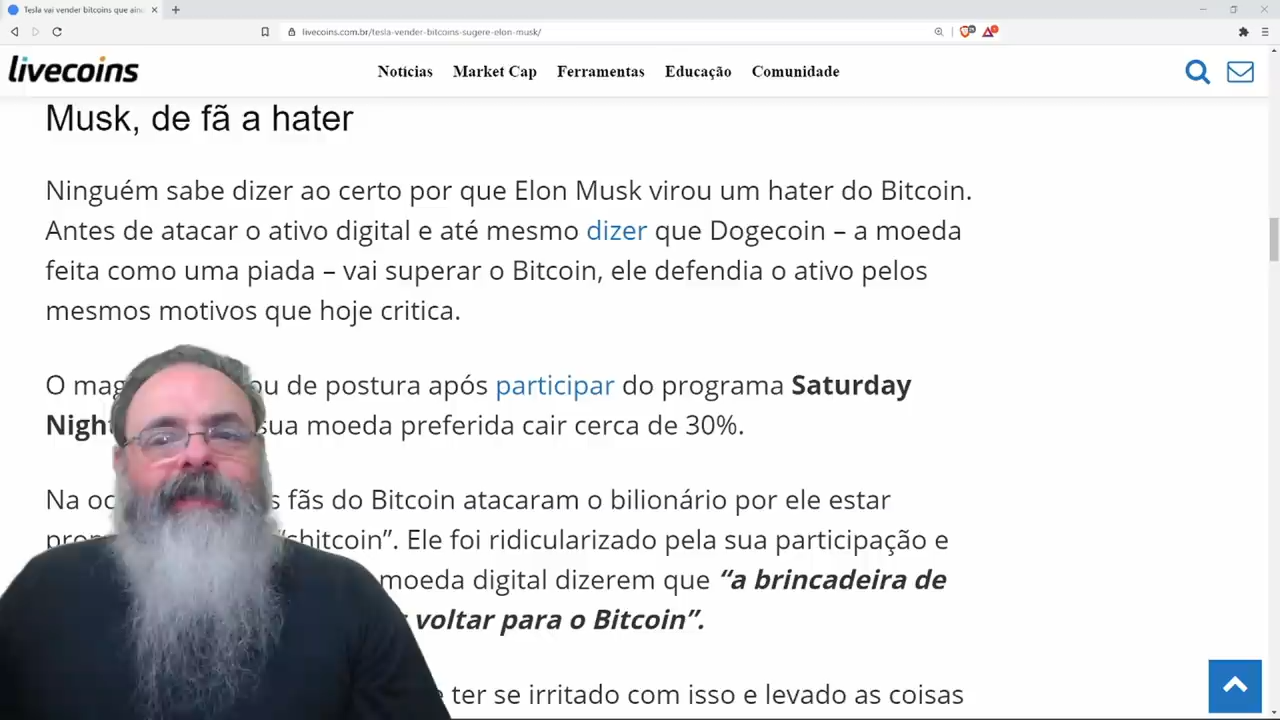 Tesla vai vender bitcoins que
livecoins.com.br/tesla-vender-bitcoins-sugere-elon-musk/
livecoins
Notícias Market Cap Ferramentas Educação Comunidade
Musk, de fã a hater
Ninguém sabe dizer ao certo por que Elon Musk virou um hater do Bitcoin.
Antes de atacar o ativo digital e até mesmo dizer que Dogecoin – a moeda
feita como uma piada – vai superar o Bitcoin, ele defendia o ativo pelos
mesmos motivos que hoje critica.
O de postura após participar do programa Saturday
sua moeda preferida cair cerca de 30%.
Na fãs do Bitcoin atacaram o bilionário por ele estar
“shitcoin”. Ele foi ridicularizado pela sua participação e
moeda digital dizerem que “a brincadeira de
voltar para o Bitcoin”.
ter se irritado com isso e levado as coisas